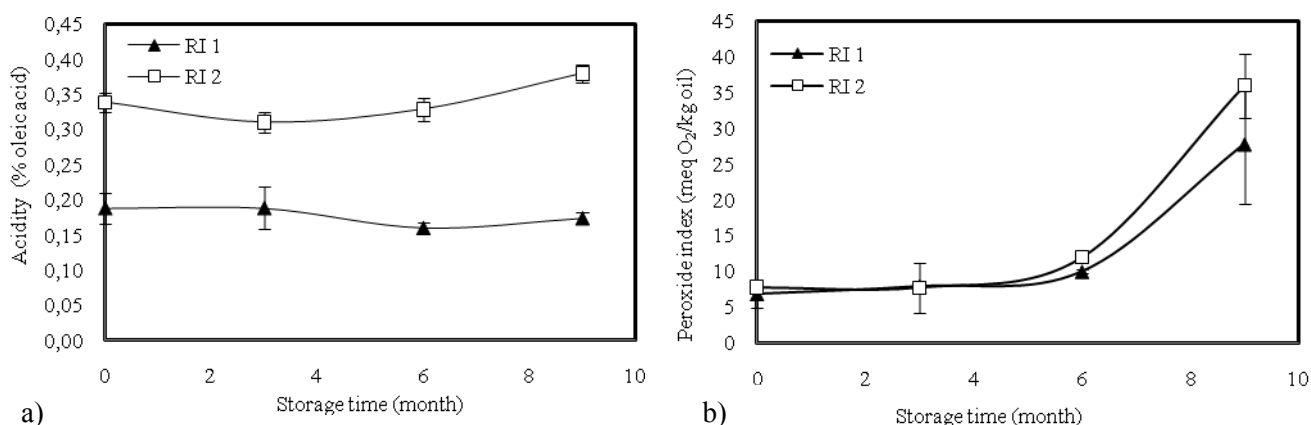 0,45
0,40
0,35
0,30
0,25
0,20
0,15
0,10
0,05
0,00
Acidity (% oleic acid)
RI 1
RI 2
0 2 4 6 8 10
Storage time (month)
a)
45
40
35
30
25
20
15
10
5
0
Peroxide index (meq O₂/kg oil)
RI 1
RI 2
0 2 4 6 8 10
Storage time (month)
b)